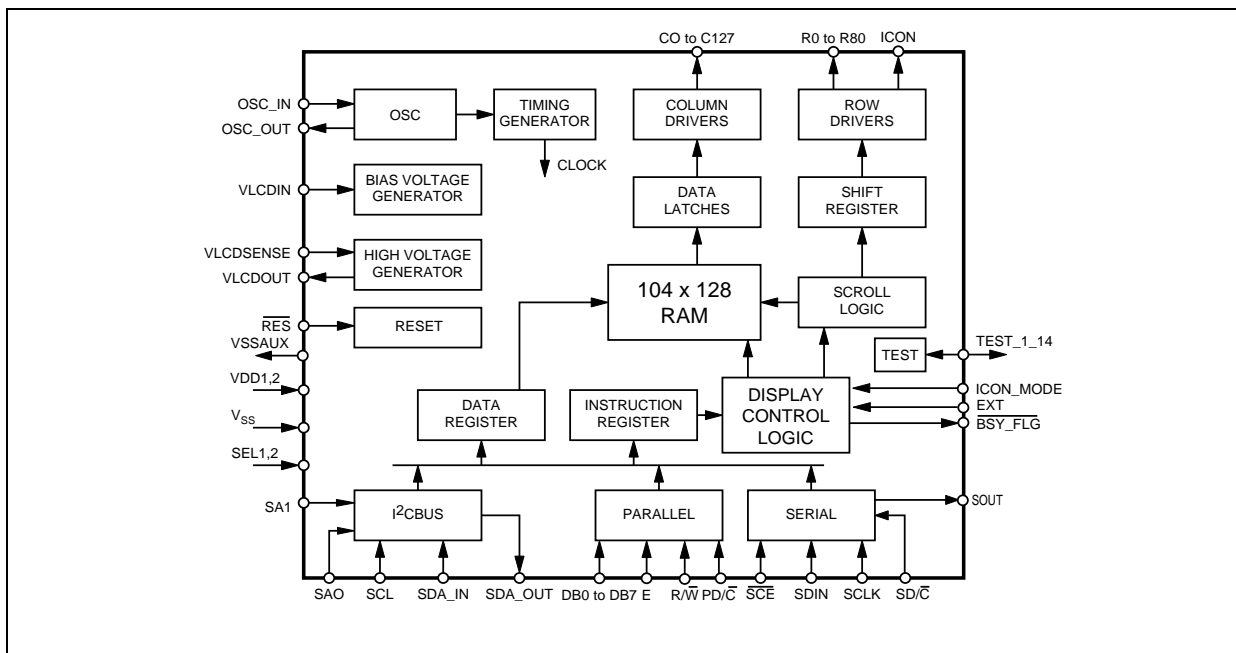 CO to C127
R0 to R80
ICON
OSC_IN
OSC_OUT
OSC
TIMING
GENERATOR
CLOCK
COLUMN
DRIVERS
ROW
DRIVERS
VLCDIN
BIAS VOLTAGE
GENERATOR
DATA
LATCHES
SHIFT
REGISTER
VLCDSENSE
VLCDOUT
HIGH VOLTAGE
GENERATOR
104 x 128
RAM
SCROLL
LOGIC
RES
RESET
VSSAUX
TEST
TEST_1_14
VDD1,2
VSS
SEL1,2
DATA
REGISTER
INSTRUCTION
REGISTER
DISPLAY
CONTROL
LOGIC
ICON_MODE
EXT
BSY_FLG
SA1
I2CBUS
PARALLEL
SERIAL
SOUT
SAO
SCL
SDA_IN
SDA_OUT
DB0 to DB7
E
R/W̅
PD/C̅
S̅C̅E̅
SDIN
SCLK
SD/C̅